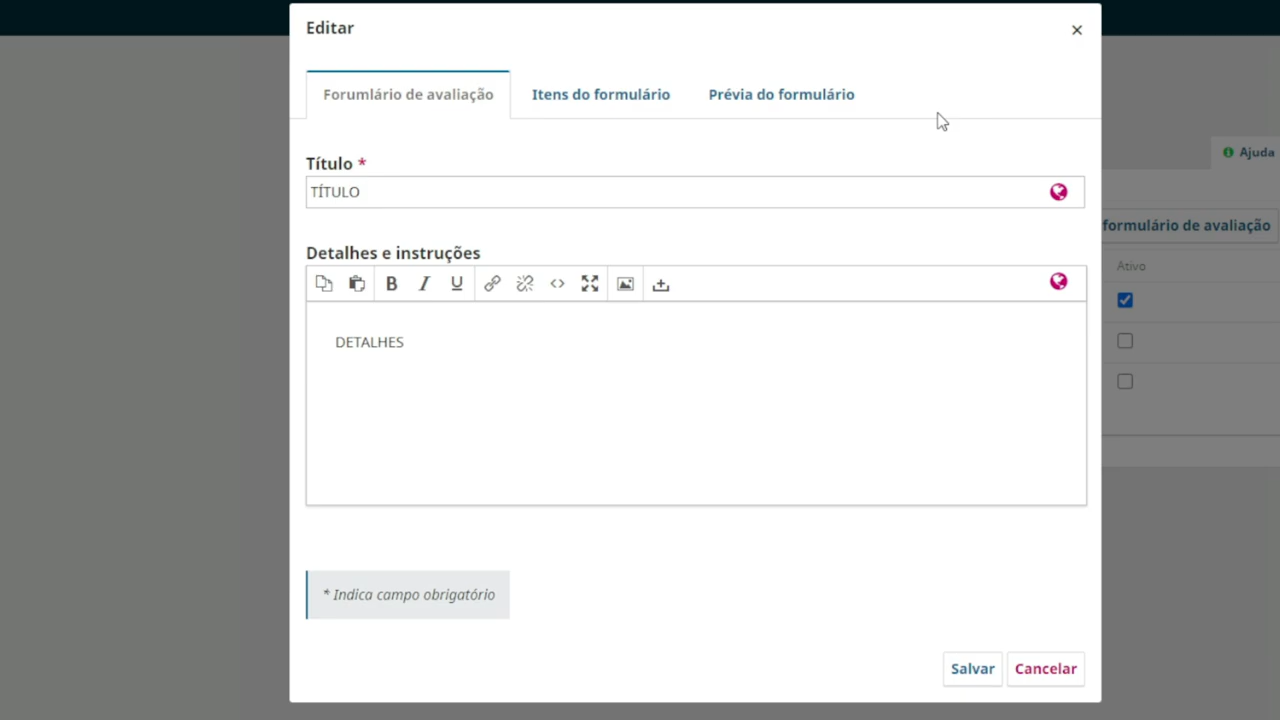 Editar
×
Forumlário de avaliação
Itens do formulário
Prévia do formulário
Ajuda
Título *
TÍTULO
formulário de avaliação
Detalhes e instruções
Ativo
B I U
DETALHES
* Indica campo obrigatório
Salvar
Cancelar